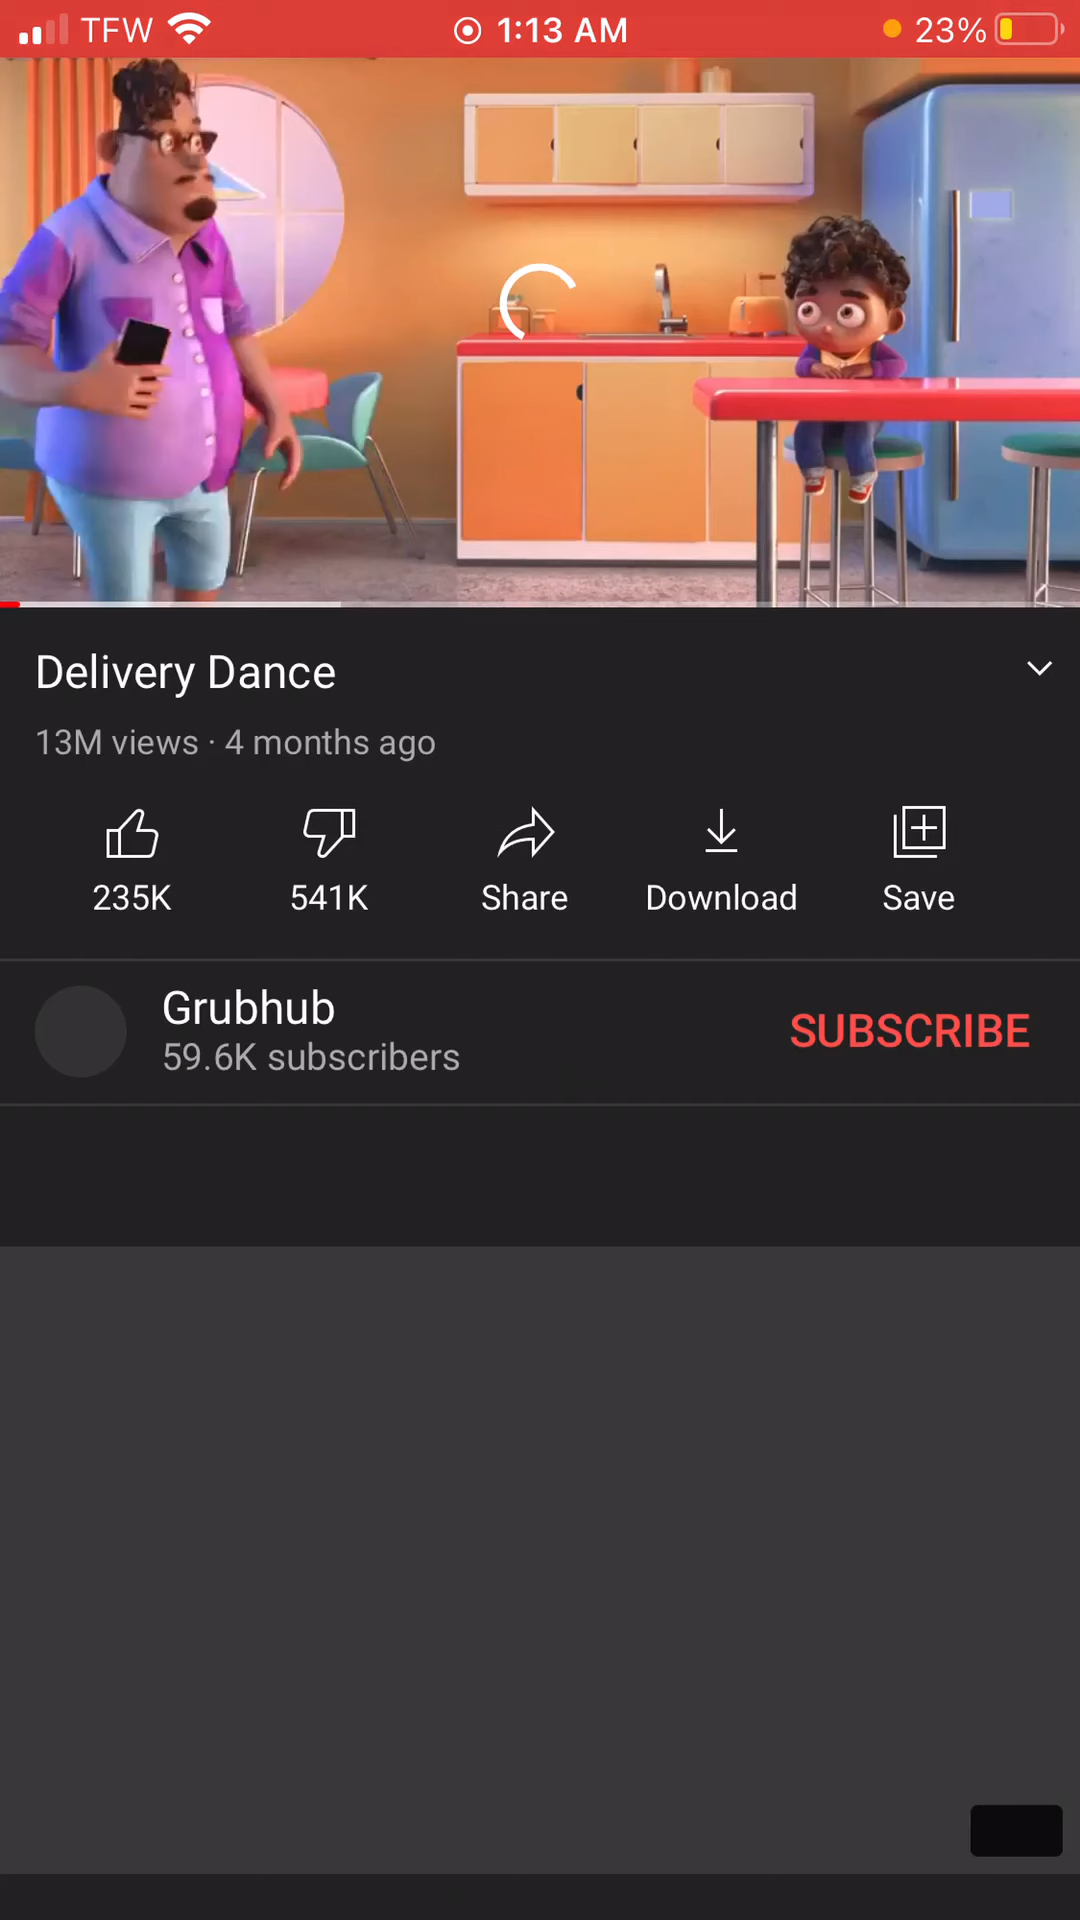 TFW 1:13 AM 23%
Delivery Dance
13M views · 4 months ago
235K 541K Share Download Save
Grubhub
59.6K subscribers
SUBSCRIBE